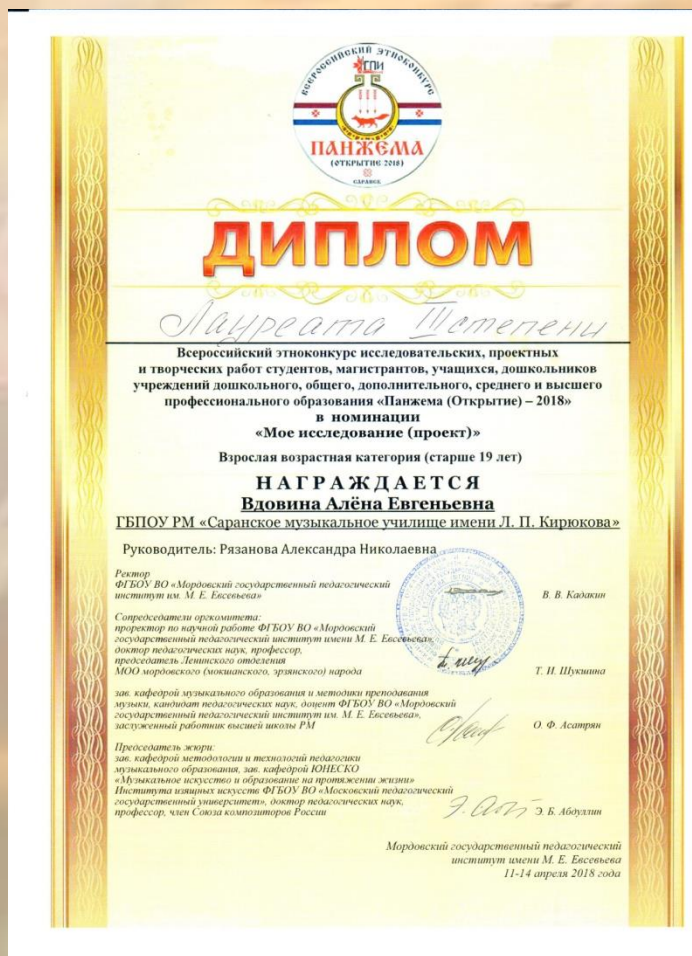 ВСЕРОССИЙСКИЙ ЭТНОКОНКУРС
ПАНЖЕМА
(ОТКРЫТИЕ 2018)
САРАНСК
ДИПЛОМ
Лауреата III степени
Всероссийский этноконкурс исследовательских, проектных
и творческих работ студентов, магистрантов, учащихся, дошкольников
учреждений дошкольного, общего, дополнительного, среднего и высшего
профессионального образования «Панжема (Открытие) – 2018»
в номинации
«Мое исследование (проект)»
Взрослая возрастная категория (старше 19 лет)
НАГРАЖДАЕТСЯ
Вдовина Алёна Евгеньевна
ГБПОУ РМ «Саранское музыкальное училище имени Л. П. Кирюкова»
Руководитель: Рязанова Александра Николаевна
Ректор
ФГБОУ ВО «Мордовский государственный педагогический
институт им. М. Е. Евсевьева»
В. В. Кадакин
Сопредседатели оргкомитета:
проректор по научной работе ФГБОУ ВО «Мордовский
государственный педагогический институт имени М. Е. Евсевьева»,
доктор педагогических наук, профессор,
председатель Ленинского отделения
МОО мордовского (мокшанского, эрзянского) народа
Т. И. Шукшина
зав. кафедрой музыкального образования и методики преподавания
музыки, кандидат педагогических наук, доцент ФГБОУ ВО «Мордовский
государственный педагогический институт им. М. Е. Евсевьева»,
заслуженный работник высшей школы РМ
О. Ф. Асатрян
Председатель жюри:
зав. кафедрой методологии и технологий педагогики
музыкального образования, зав. кафедрой ЮНЕСКО
«Музыкальное искусство и образование на протяжении жизни»
Института изящных искусств ФГБОУ ВО «Московский педагогический
государственный университет», доктор педагогических наук,
профессор, член Союза композиторов России
Э. Б. Абдуллин
Мордовский государственный педагогический
институт имени М. Е. Евсевьева
11-14 апреля 2018 года